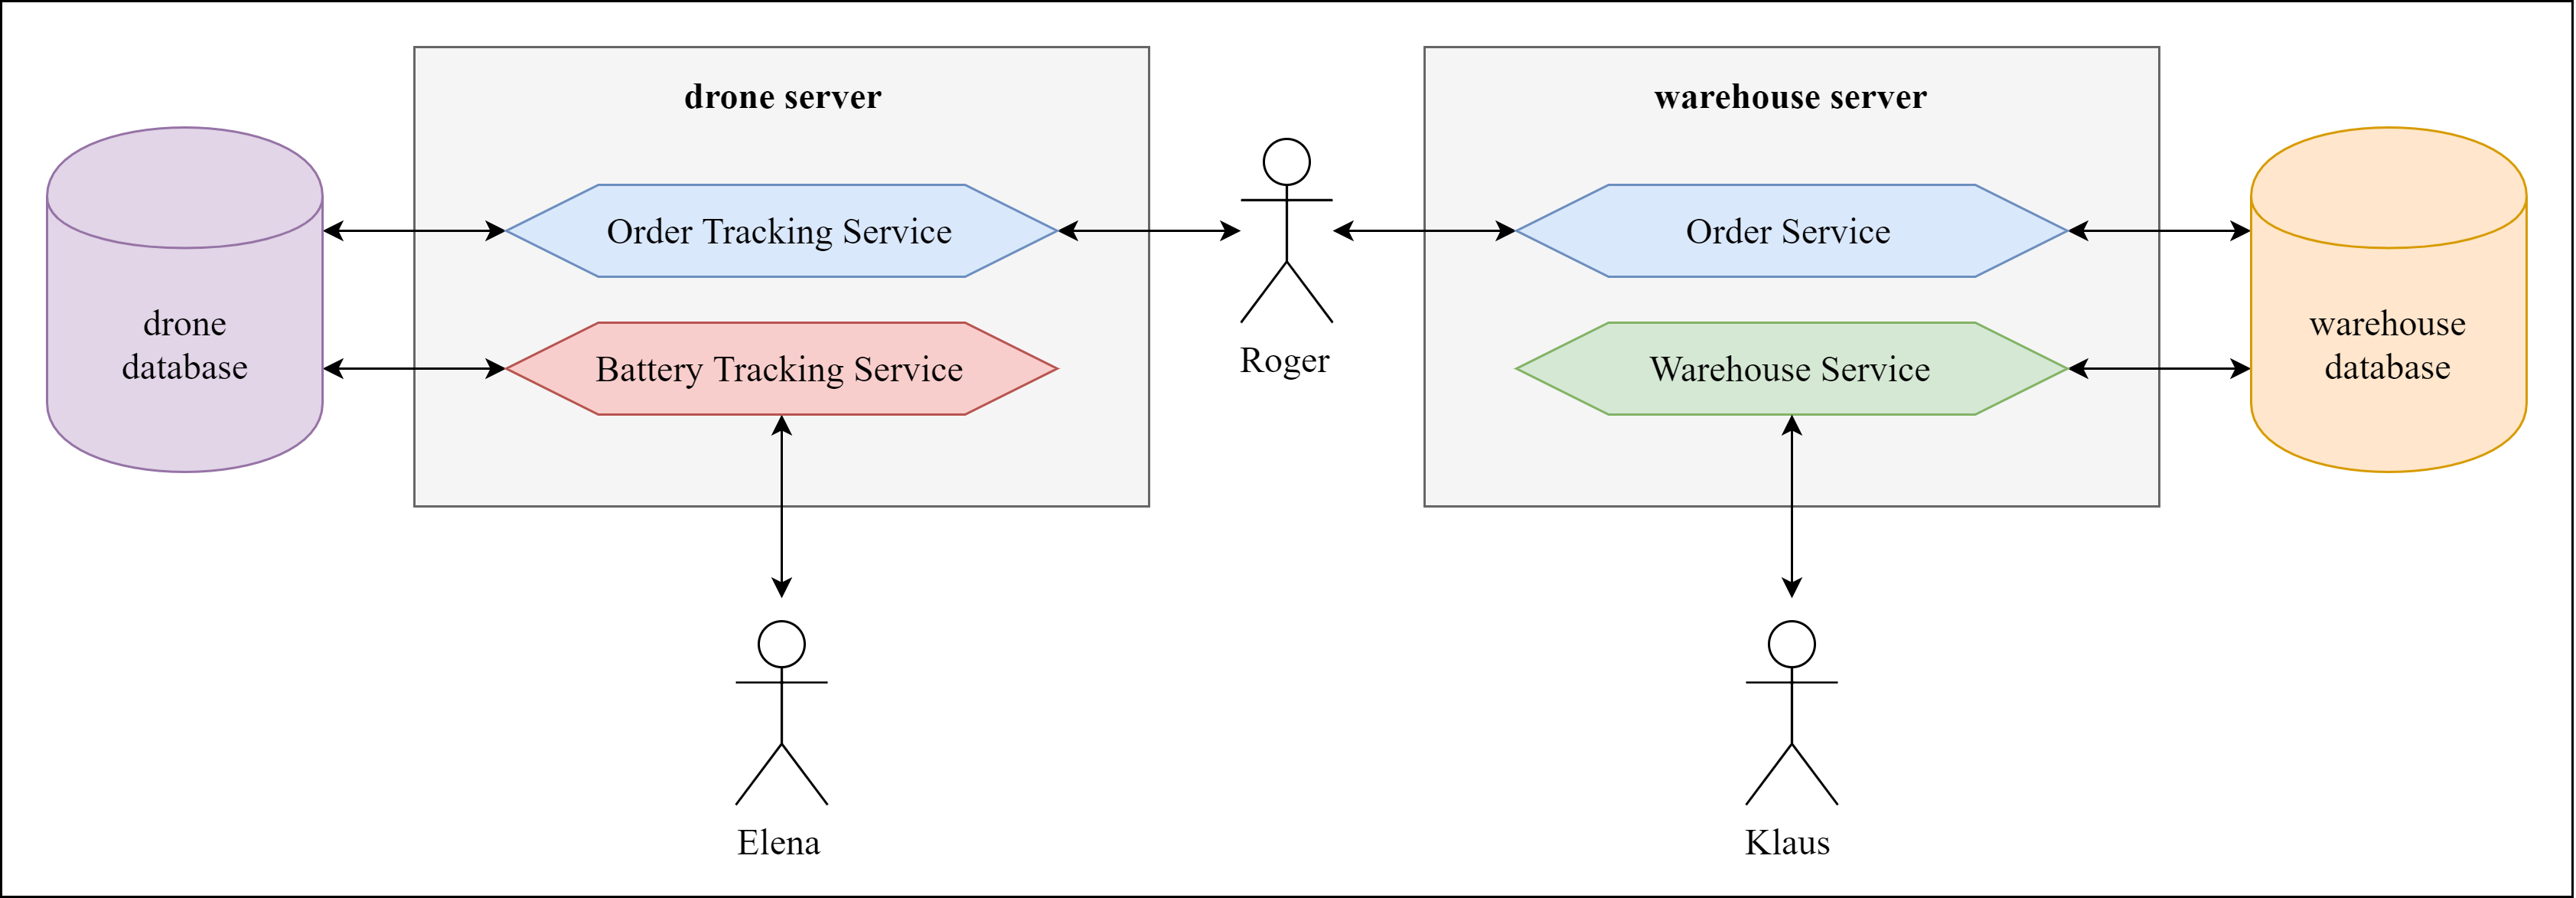 drone server
warehouse server
Order Tracking Service
Order Service
drone
database
Battery Tracking Service
Roger
Warehouse Service
warehouse
database
Elena
Klaus